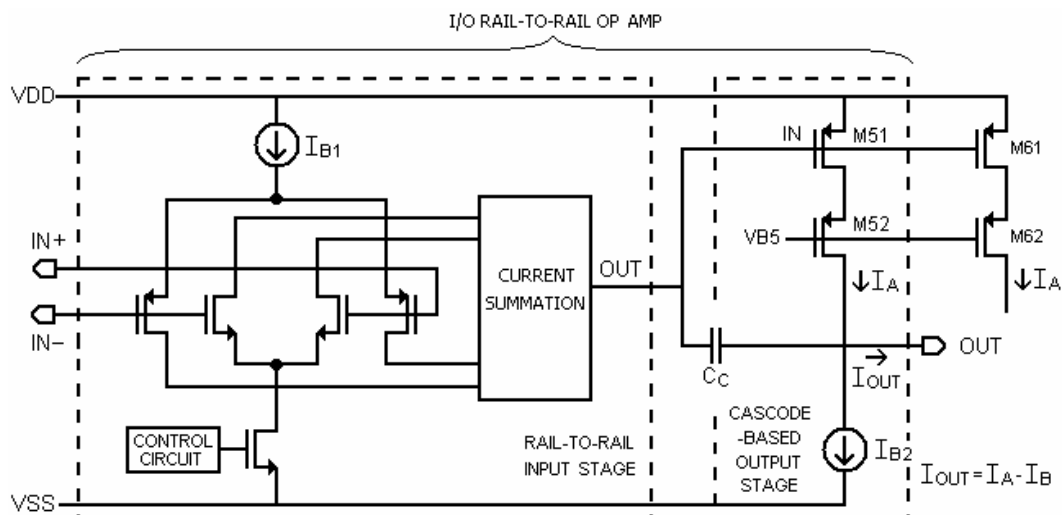 I/O RAIL-TO-RAIL OP AMP
VDD
IB1
IN
M51
M61
IN+
VB5
M52
M62
CURRENT
SUMMATION
OUT
IA
IA
IN−
CC
IOUT
OUT
CONTROL
CIRCUIT
RAIL-TO-RAIL
INPUT STAGE
CASCODE
-BASED
OUTPUT
STAGE
IB2
IOUT=IA-IB
VSS